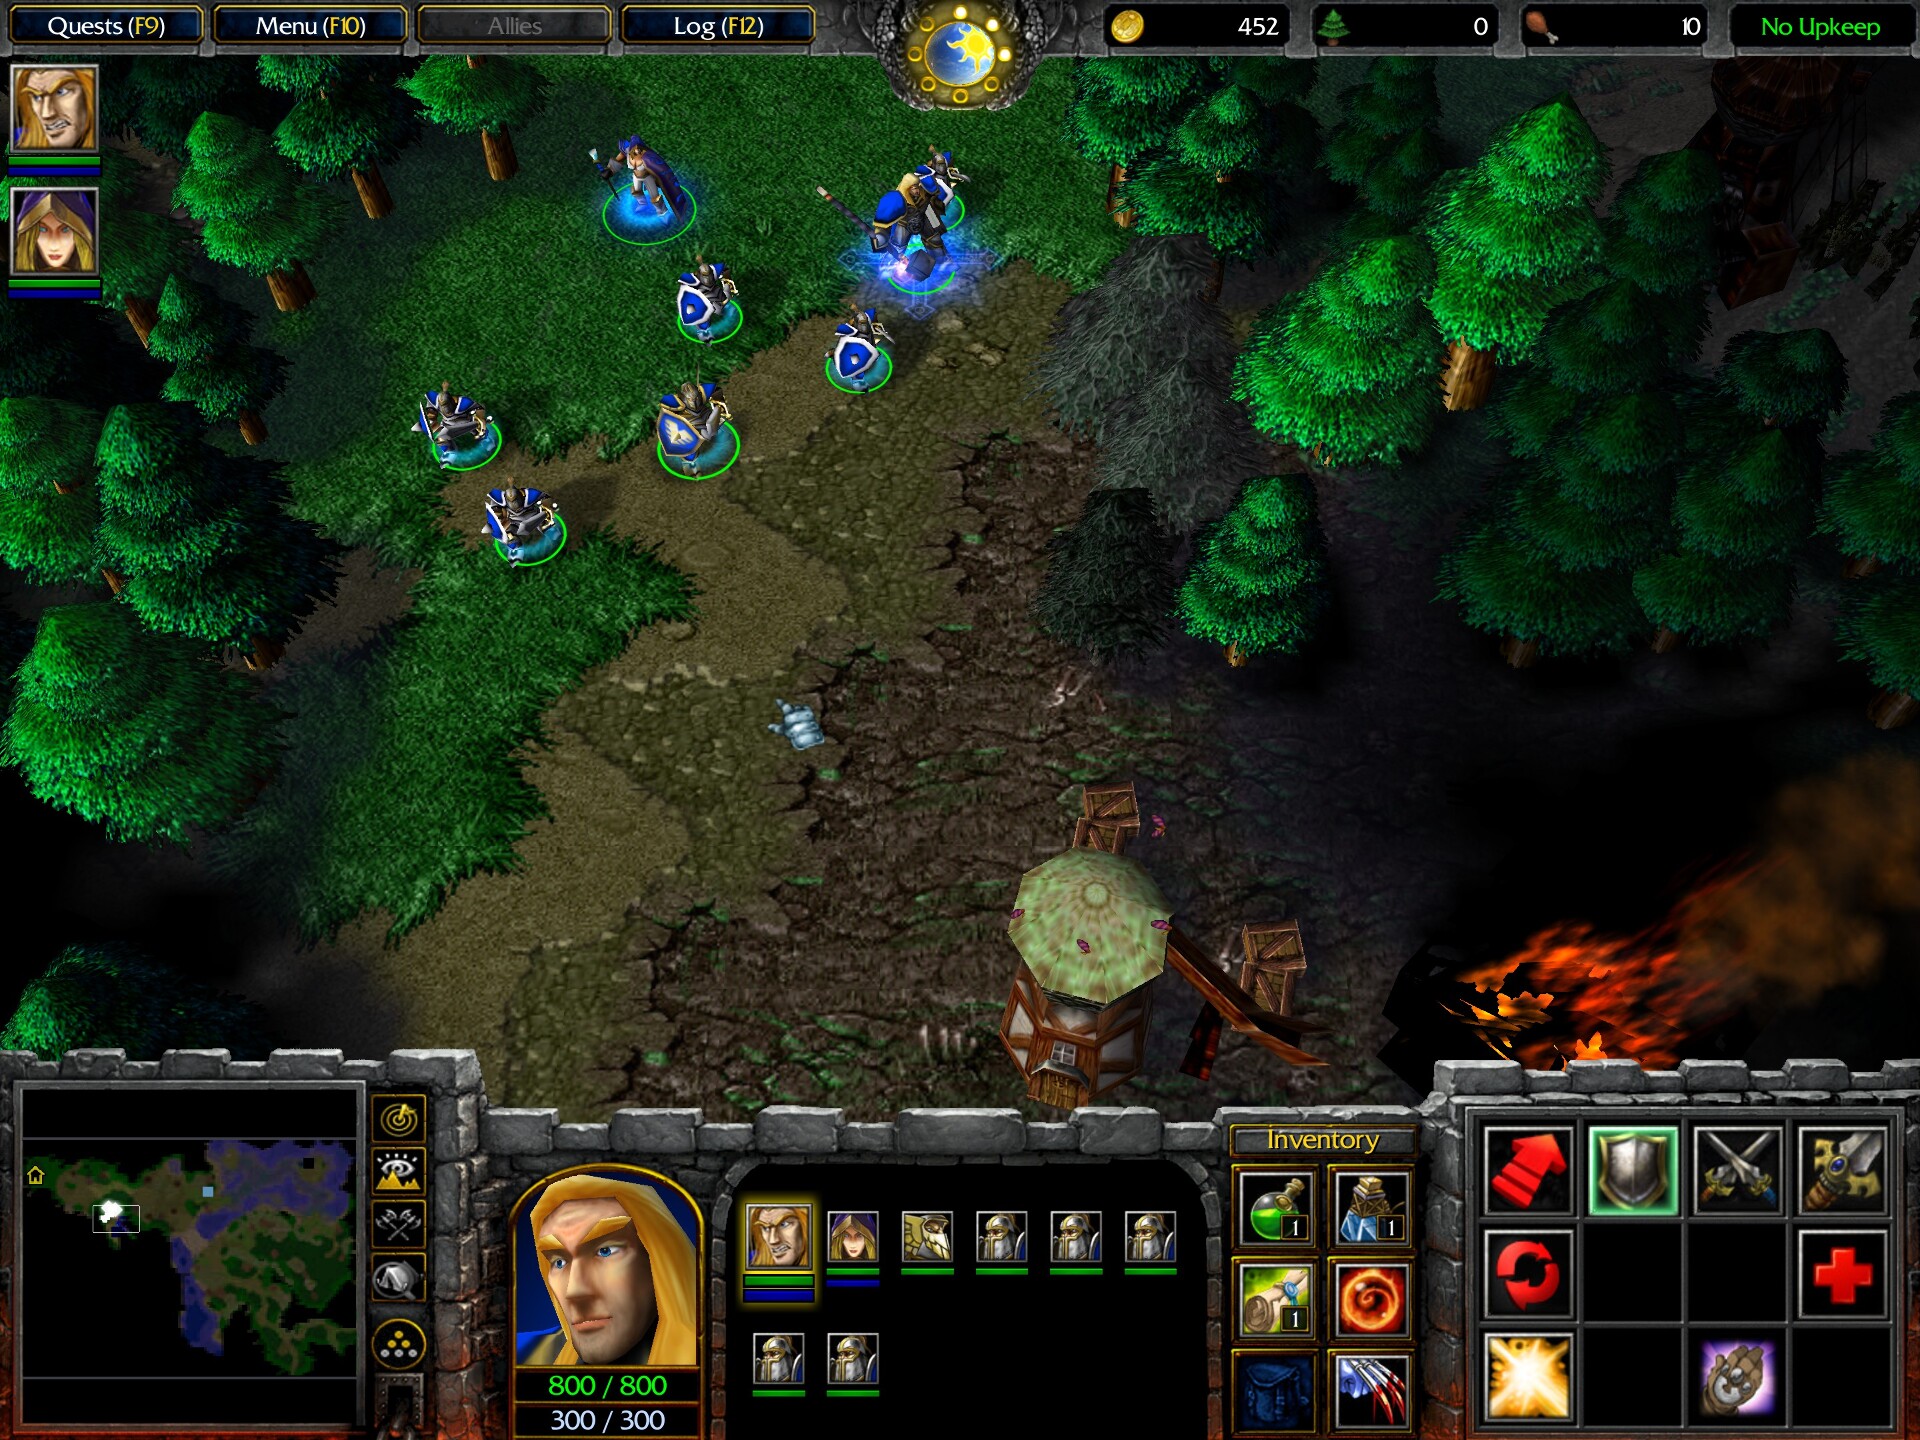 Quests (F9) Menu (F10) Allies Log (F12) 452 0 10 No Upkeep
Inventory
1 1
1
800 / 800
300 / 300